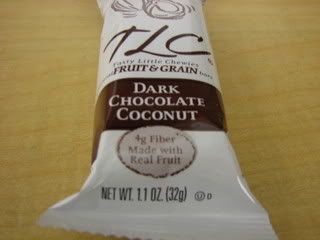 TLC
Tasty Little Chewies
FRUIT & GRAIN bars
DARK
CHOCOLATE
COCONUT
4g Fiber
Made with
Real Fruit
NET WT. 1.1 OZ. (32g) U D